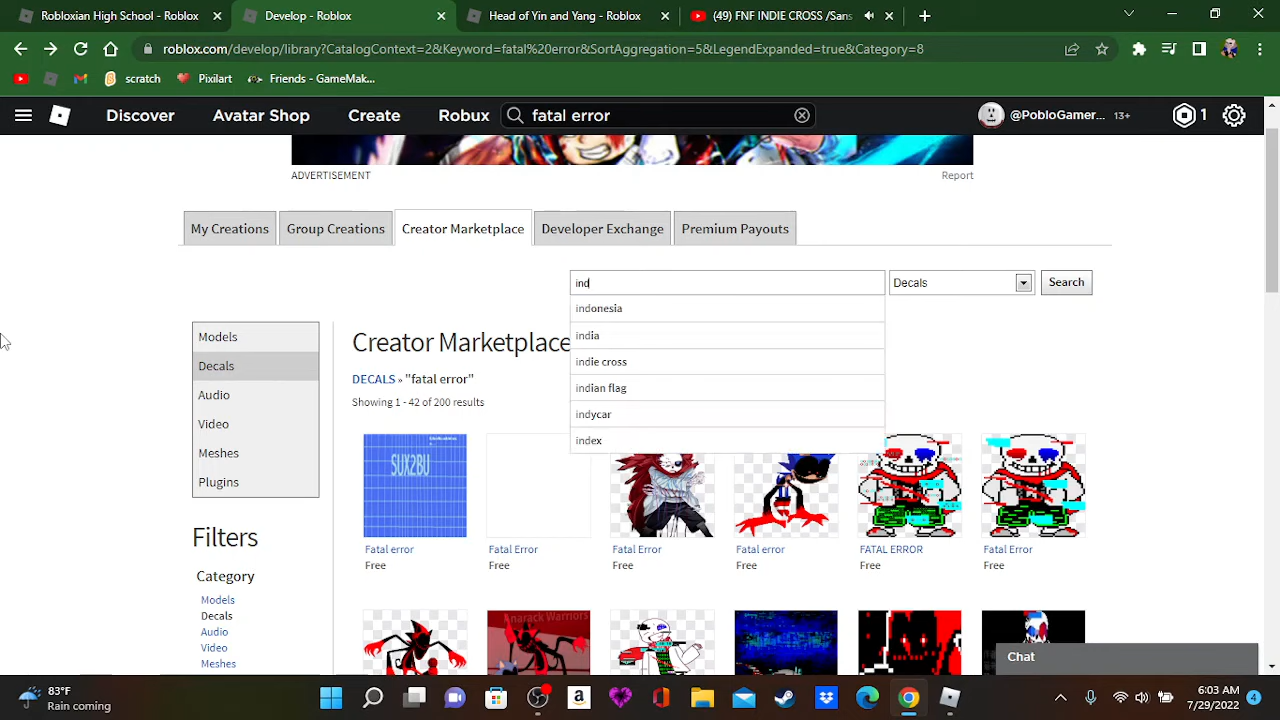 Robloxian High School - Roblox
Develop - Roblox
Head of Yin and Yang - Roblox
(49) FNF INDIE CROSS /Sans
roblox.com/develop/library?CatalogContext=2&Keyword=fatal%20error&SortAggregation=5&LegendExpanded=true&Category=8
scratch
Pixlart
Friends - GameMak...
Discover
Avatar Shop
Create
Robux
fatal error
@PobloGamer...
13+
1
ADVERTISEMENT
Report
My Creations
Group Creations
Creator Marketplace
Developer Exchange
Premium Payouts
ind
Decals
Search
indonesia
india
indie cross
indian flag
indycar
index
Models
Decals
Audio
Video
Meshes
Plugins
Creator Marketplace
DECALS » "fatal error"
Showing 1 - 42 of 200 results
SUX2BU
Fatal error
Free
Fatal Error
Free
Fatal Error
Free
Fatal error
Free
FATAL ERROR
Free
Fatal Error
Free
Filters
Category
Models
Decals
Audio
Video
Meshes
Anarack Warriors
Chat
83°F
Rain coming
6:03 AM
7/29/2022
4